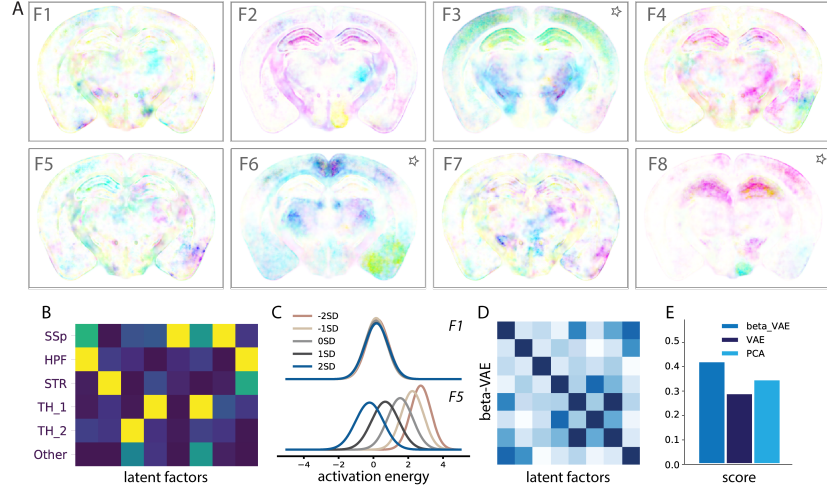 A
F1
F2
F3
F4
F5
F6
F7
F8
B
SSp
HPF
STR
TH_1
TH_2
Other
latent factors
C
-2SD
-1SD
0SD
1SD
2SD
F1
F5
−4 −2 0 2 4
activation energy
D
beta-VAE
latent factors
E
beta_VAE
VAE
PCA
0.5
0.4
0.3
0.2
0.1
0.0
score